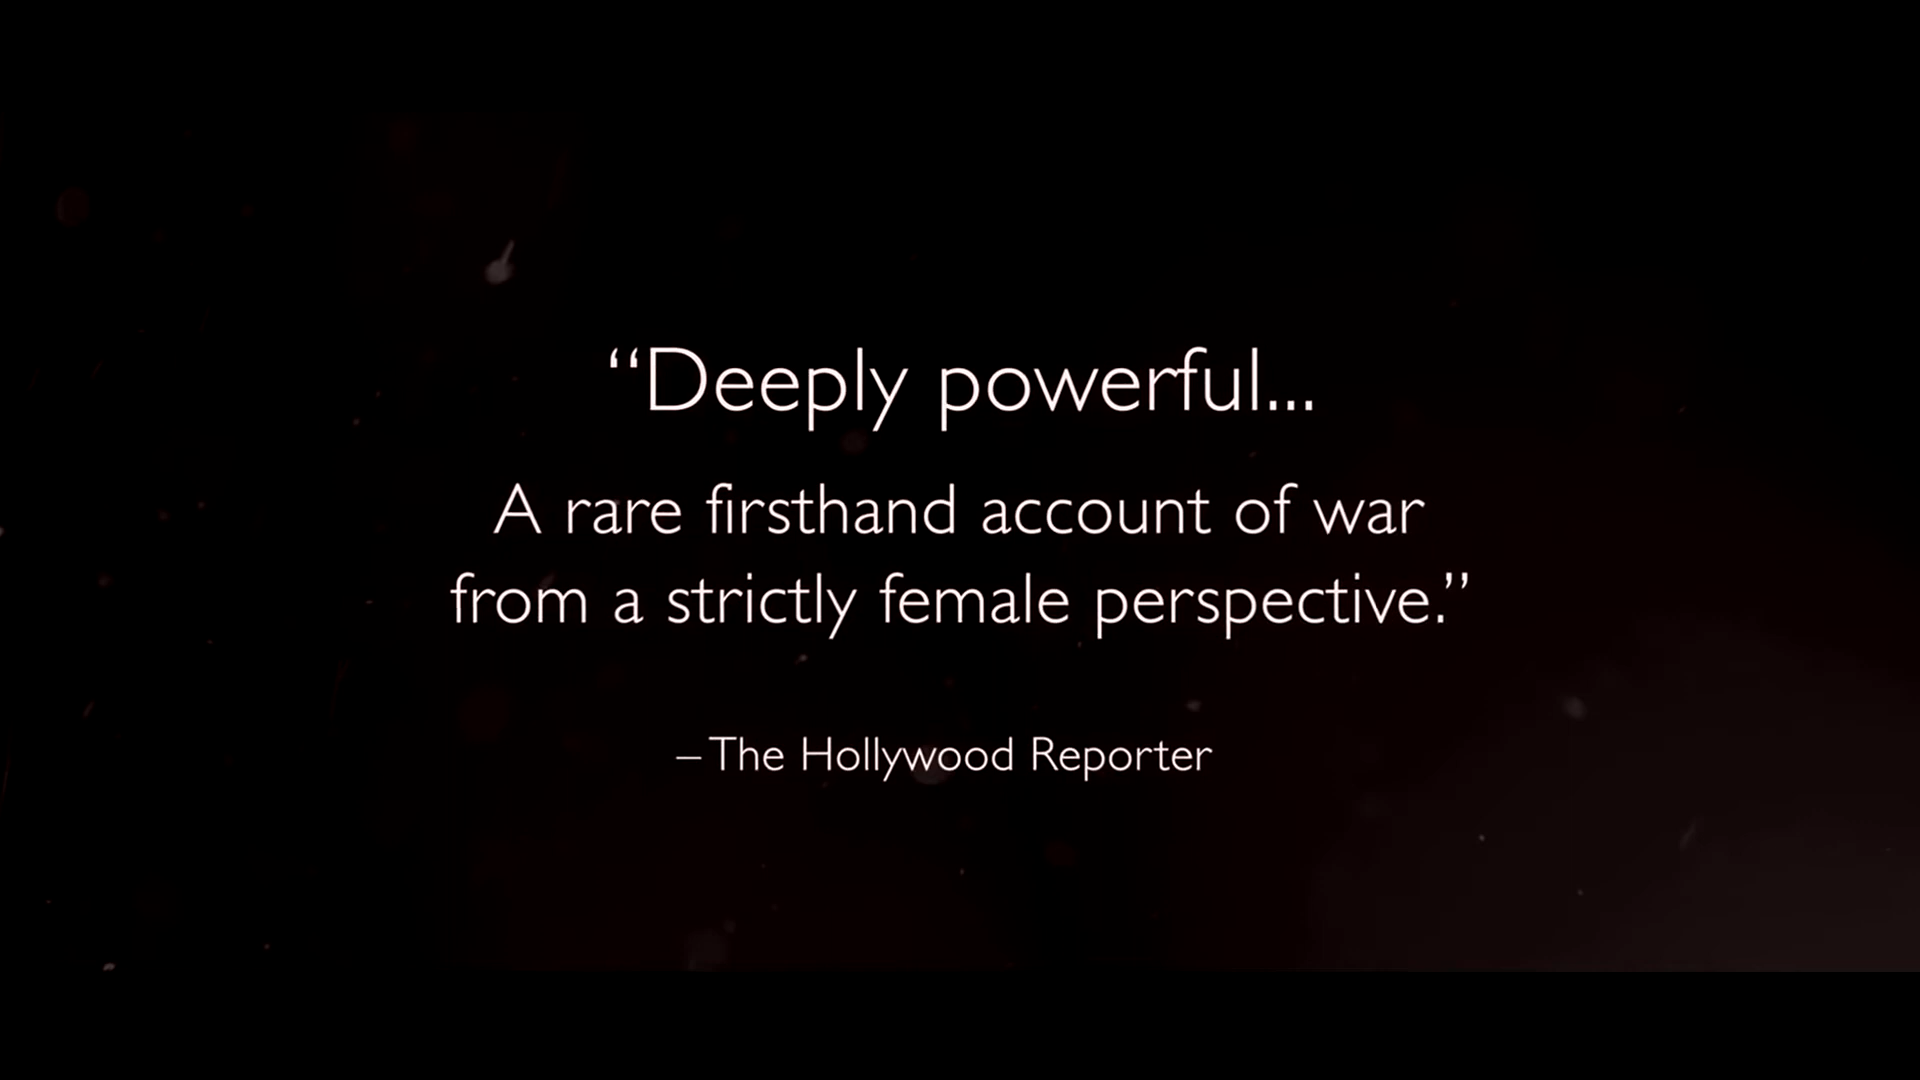 “Deeply powerful...
A rare firsthand account of war
from a strictly female perspective.”
– The Hollywood Reporter